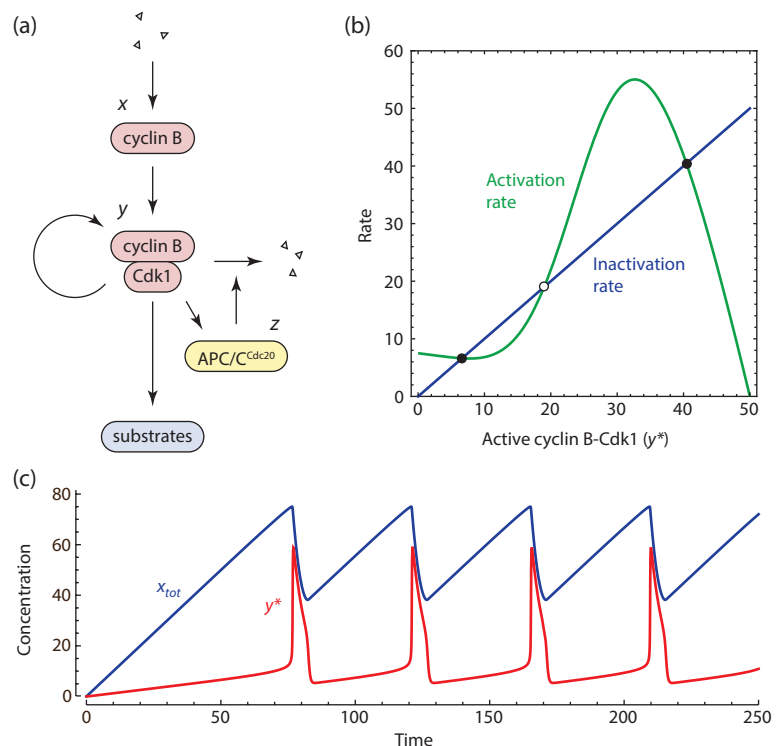 (a)
x
cyclin B
y
cyclin B
Cdk1
z
APC/C^Cdc20
substrates
(b)
60
50
40
30
20
10
0
Rate
Activation
rate
Inactivation
rate
0 10 20 30 40 50
Active cyclin B-Cdk1 (y*)
(c)
80
60
40
20
0
Concentration
x_tot
y*
0 50 100 150 200 250
Time